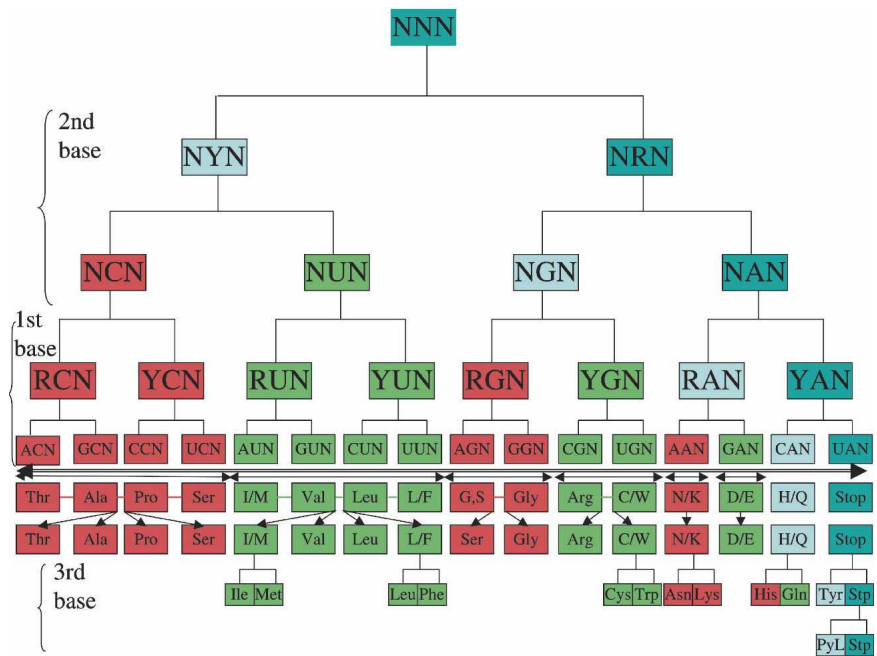 NNN
2nd
base
NYN NRN
NCN NUN NGN NAN
1st
base
RCN YCN RUN YUN RGN YGN RAN YAN
ACN GCN CCN UCN AUN GUN CUN UUN AGN GGN CGN UGN AAN GAN CAN UAN
Thr Ala Pro Ser I/M Val Leu L/F G,S Gly Arg C/W N/K D/E H/Q Stop
Thr Ala Pro Ser I/M Val Leu L/F Ser Gly Arg C/W N/K D/E H/Q Stop
3rd
base
Ile Met Leu Phe Cys Trp Asn Lys His Gln Tyr Stp
PyL Stp